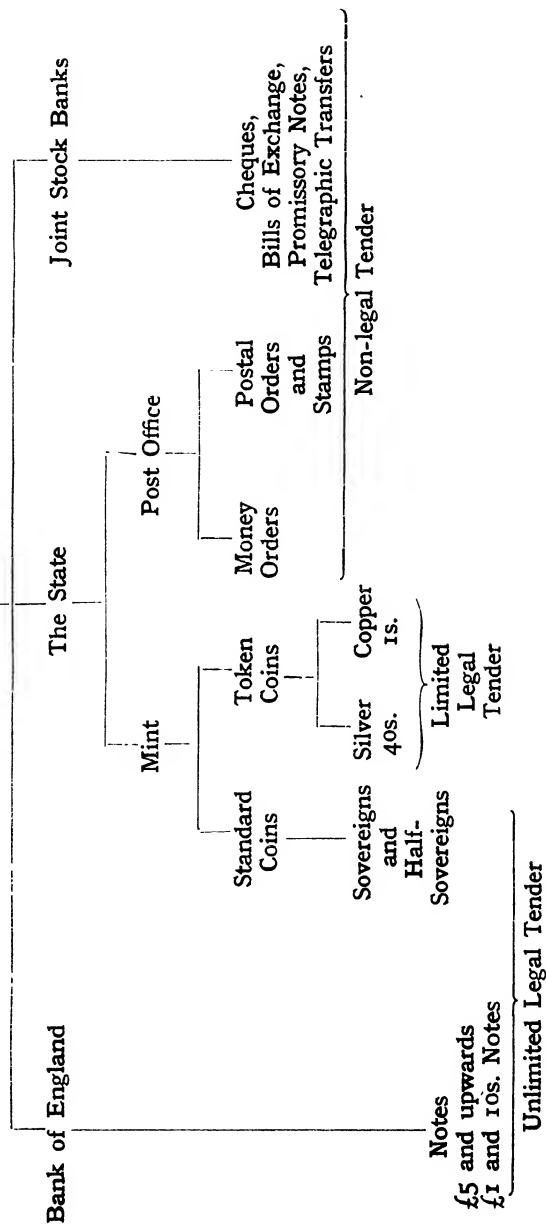 Bank of England
The State
Joint Stock Banks
Mint
Post Office
Standard
Coins
Token
Coins
Money
Orders
Postal
Orders
and
Stamps
Cheques,
Bills of Exchange,
Promissory Notes,
Telegraphic Transfers
Sovereigns
and
Half-
Sovereigns
Silver
40s.
Copper
1s.
Notes
£5 and upwards
£1 and 10s. Notes
Unlimited Legal Tender
Limited
Legal
Tender
Non-legal Tender